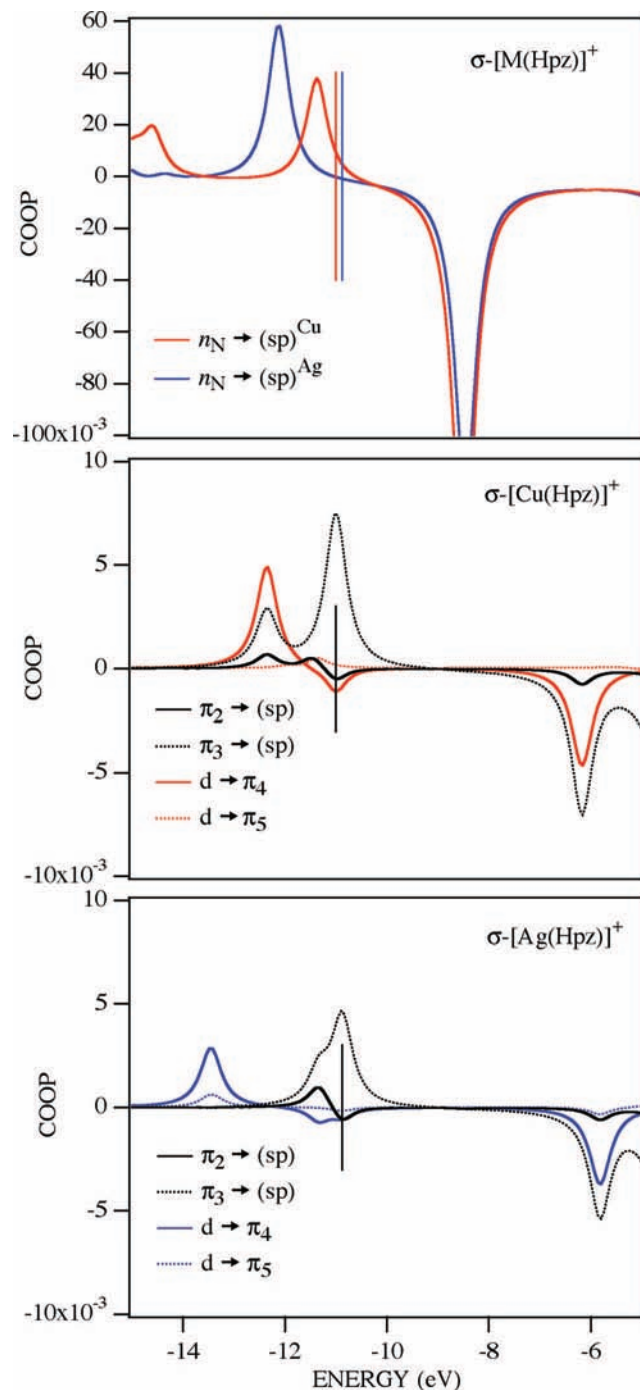 60
σ-[M(Hpz)]⁺
40
20
0
-20
-40
-60
-80
-100x10⁻³
COOP
n_N → (sp)^Cu
n_N → (sp)^Ag
10
σ-[Cu(Hpz)]⁺
5
0
-5
-10x10⁻³
COOP
π₂ → (sp)
π₃ → (sp)
d → π₄
d → π₅
10
σ-[Ag(Hpz)]⁺
5
0
-5
-10x10⁻³
COOP
π₂ → (sp)
π₃ → (sp)
d → π₄
d → π₅
-14 -12 -10 -8 -6
ENERGY (eV)